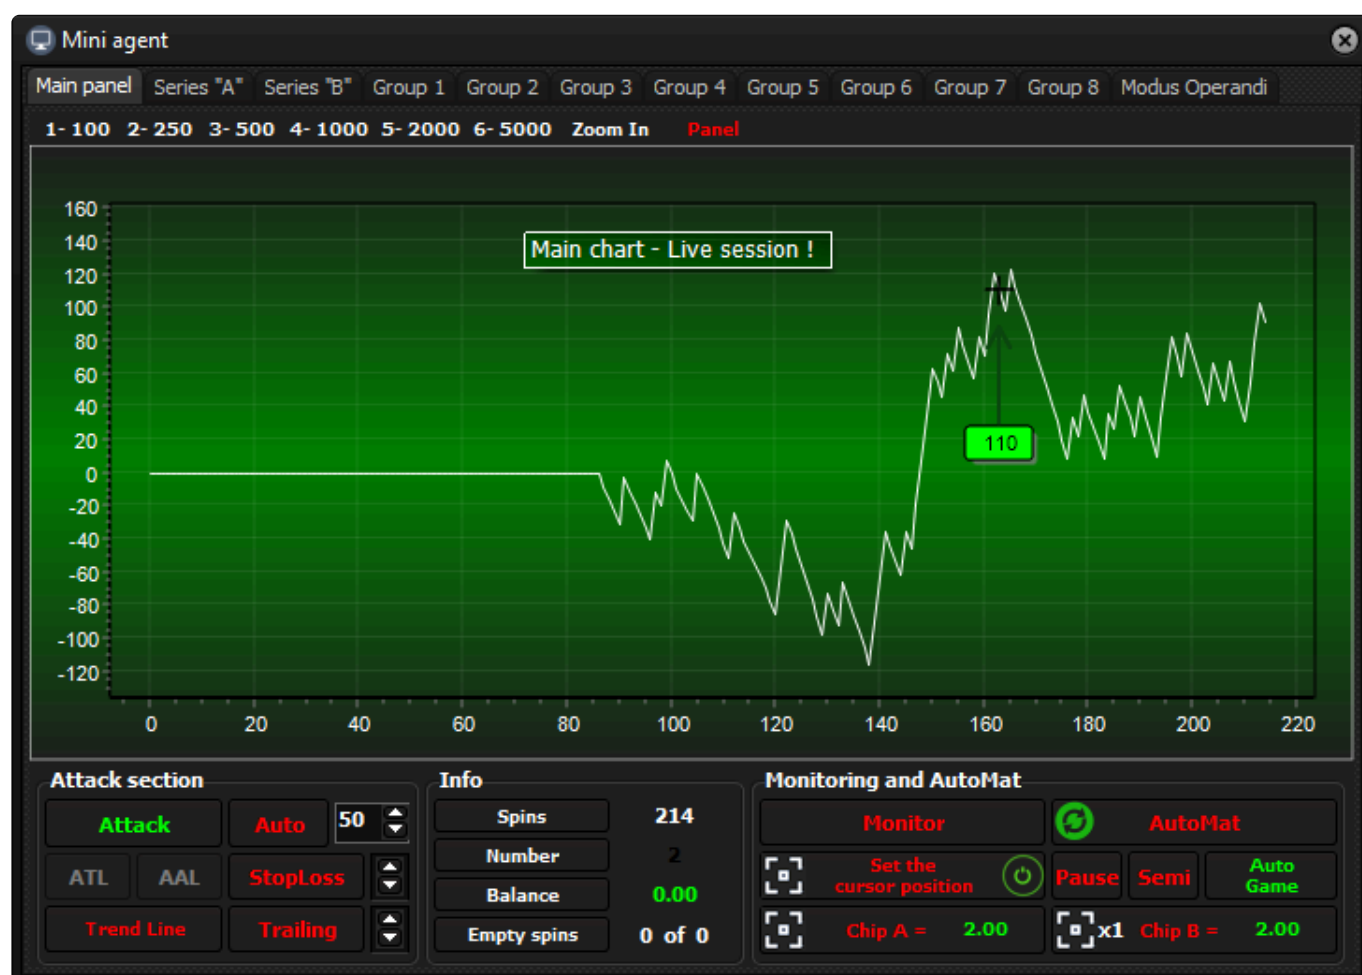 Mini agent
Main panel Series "A" Series "B" Group 1 Group 2 Group 3 Group 4 Group 5 Group 6 Group 7 Group 8 Modus Operandi
1- 100 2- 250 3- 500 4- 1000 5- 2000 6- 5000 Zoom In Panel
Main chart - Live session !
160
140
120
100
80
60
40
20
0
-20
-40
-60
-80
-100
-120
110
0 20 40 60 80 100 120 140 160 180 200 220
Attack section
Attack Auto 50
ATL AAL StopLoss
Trend Line Trailing
Info
Spins 214
Number 2
Balance 0.00
Empty spins 0 of 0
Monitoring and AutoMat
Monitor AutoMat
Set the
cursor position
Pause Semi Auto
Game
Chip A = 2.00 x1 Chip B = 2.00